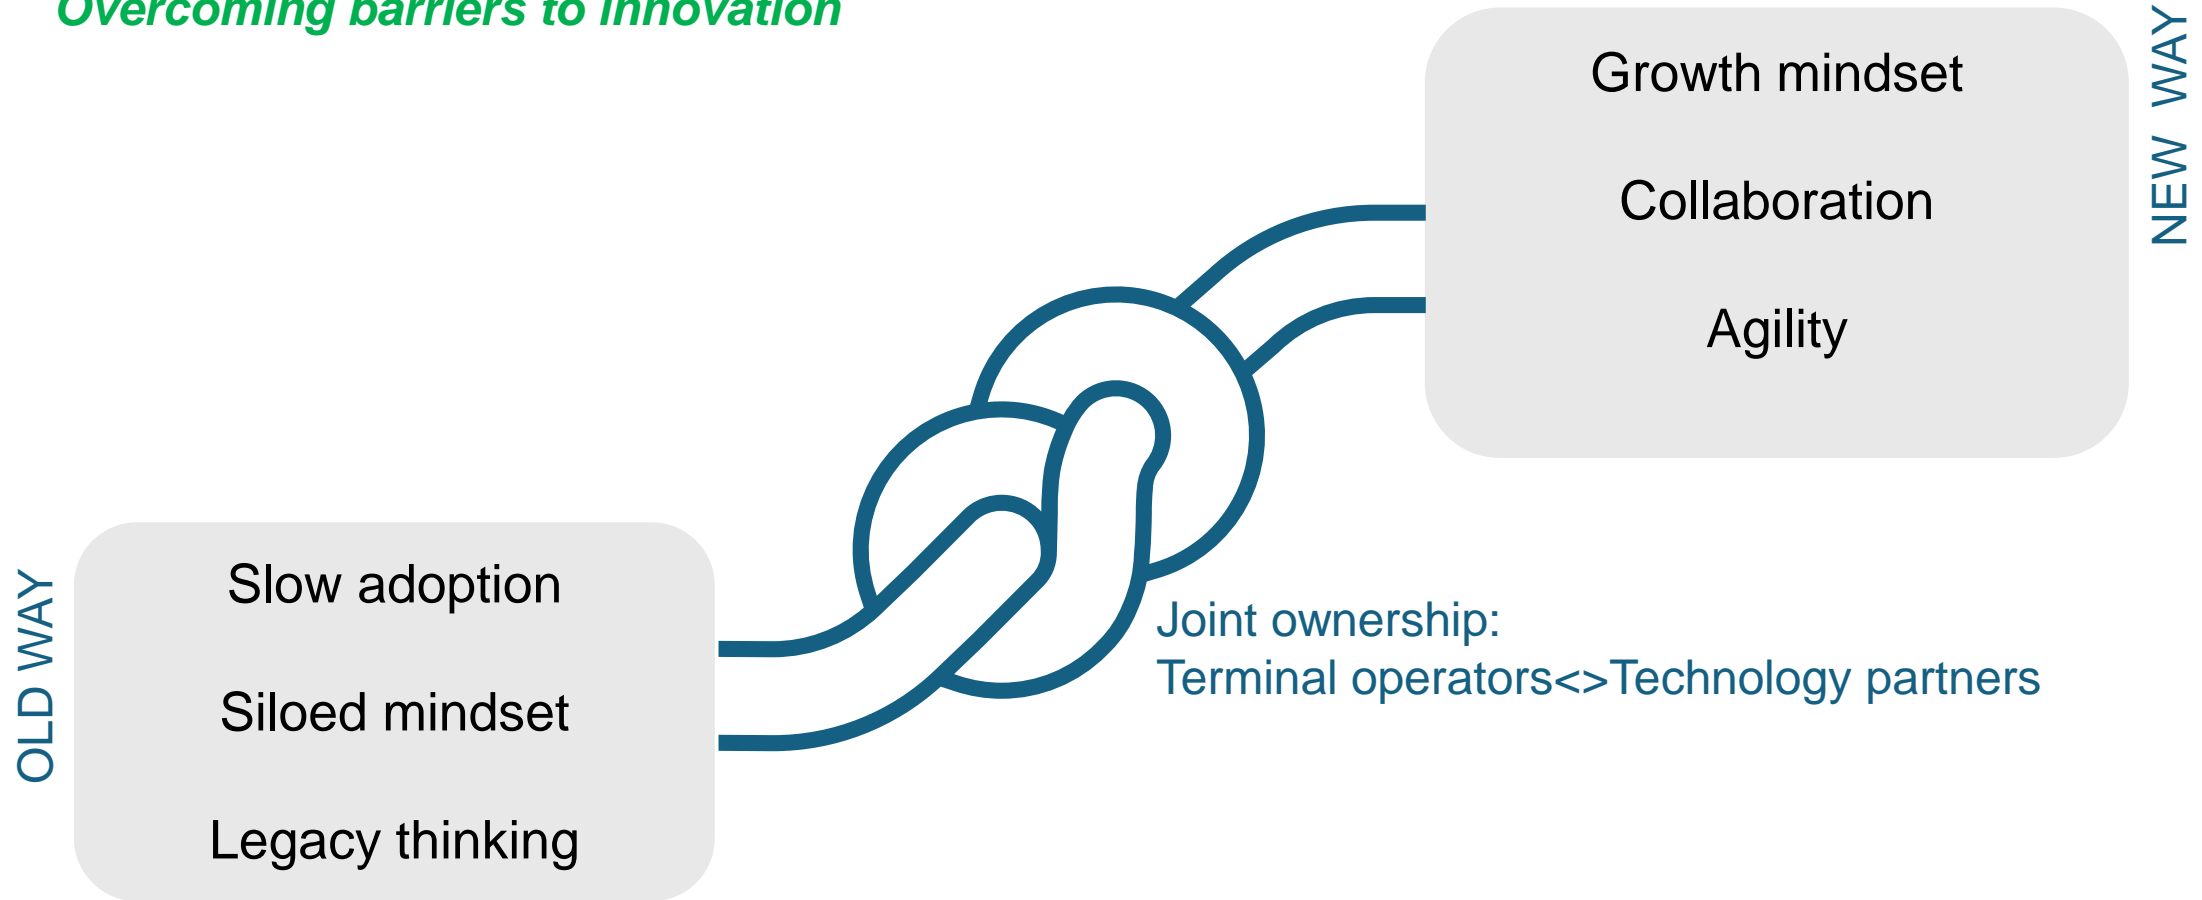 Overcoming barriers to innovation
NEW WAY
Growth mindset
Collaboration
Agility
OLD WAY
Slow adoption
Siloed mindset
Legacy thinking
Joint ownership:
Terminal operators<>Technology partners